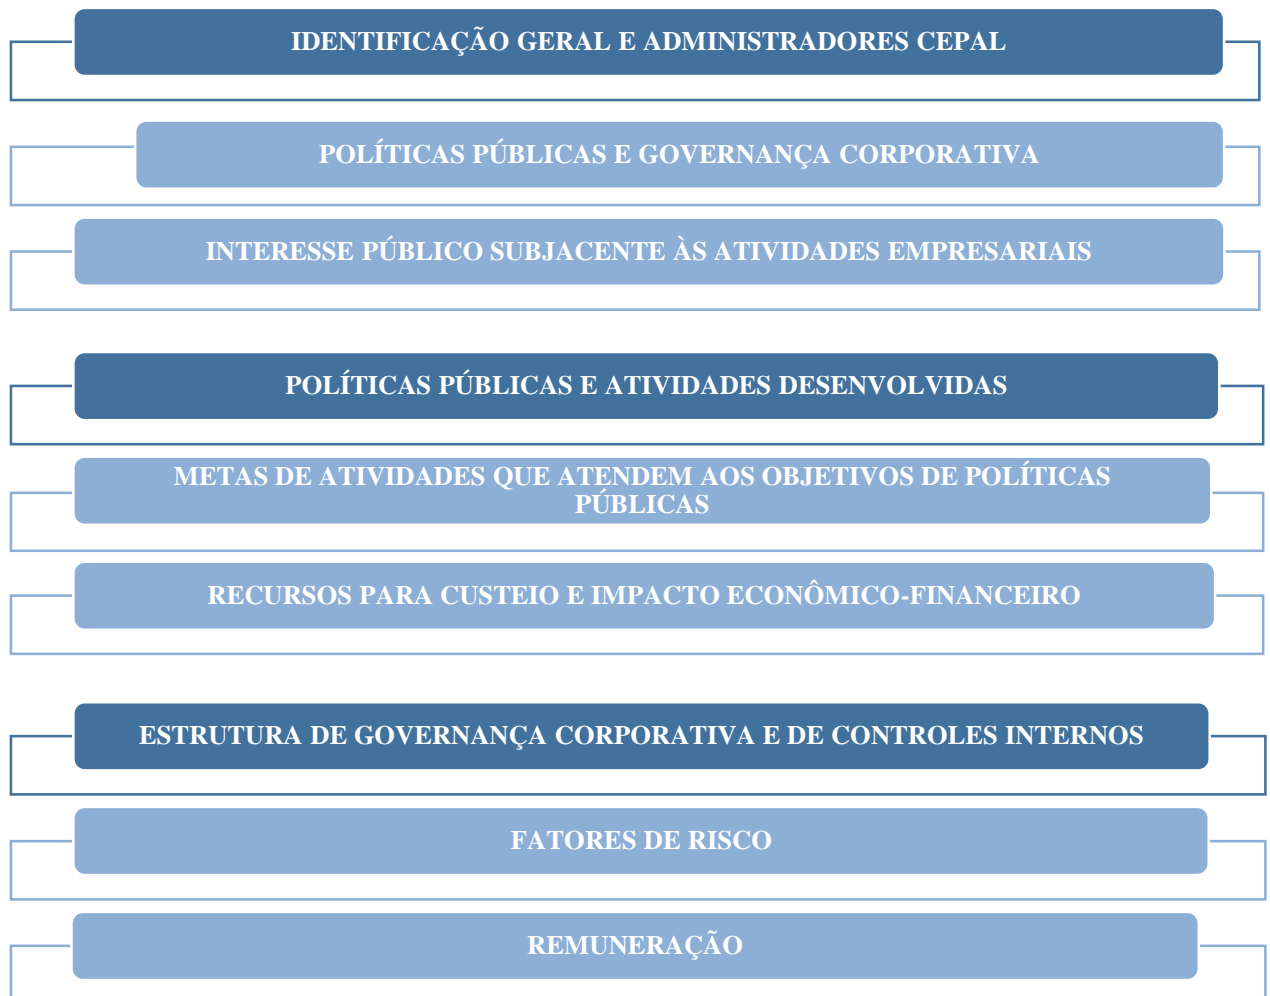 IDENTIFICAÇÃO GERAL E ADMINISTRADORES CEPAL
POLÍTICAS PÚBLICAS E GOVERNANÇA CORPORATIVA
INTERESSE PÚBLICO SUBJACENTE ÀS ATIVIDADES EMPRESARIAIS
POLÍTICAS PÚBLICAS E ATIVIDADES DESENVOLVIDAS
METAS DE ATIVIDADES QUE ATENDEM AOS OBJETIVOS DE POLÍTICAS
PÚBLICAS
RECURSOS PARA CUSTEIO E IMPACTO ECONÔMICO-FINANCEIRO
ESTRUTURA DE GOVERNANÇA CORPORATIVA E DE CONTROLES INTERNOS
FATORES DE RISCO
REMUNERAÇÃO